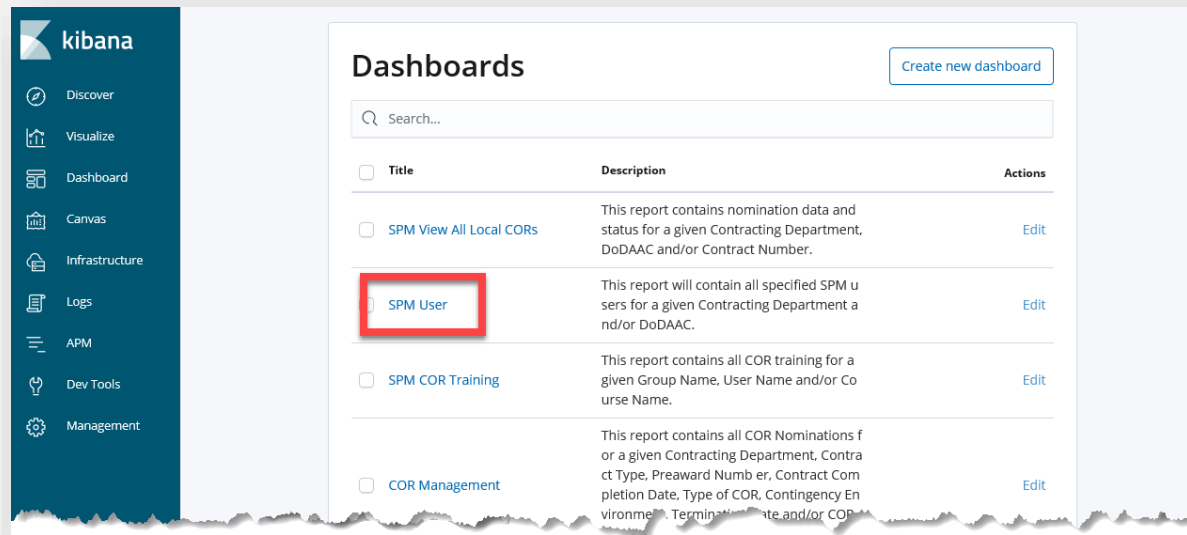 kibana
Discover
Visualize
Dashboard
Canvas
Infrastructure
Logs
APM
Dev Tools
Management
Dashboards
Create new dashboard
Search...
Title Description Actions
SPM View All Local CORs
This report contains nomination data and
status for a given Contracting Department,
DoDAAC and/or Contract Number.
Edit
SPM User
This report will contain all specified SPM u
sers for a given Contracting Department a
nd/or DoDAAC.
Edit
SPM COR Training
This report contains all COR training for a
given Group Name, User Name and/or Co
urse Name.
Edit
COR Management
This report contains all COR Nominations f
or a given Contracting Department, Contra
ct Type, Preaward Numb er, Contract Com
pletion Date, Type of COR, Contingency En
and/or
Edit